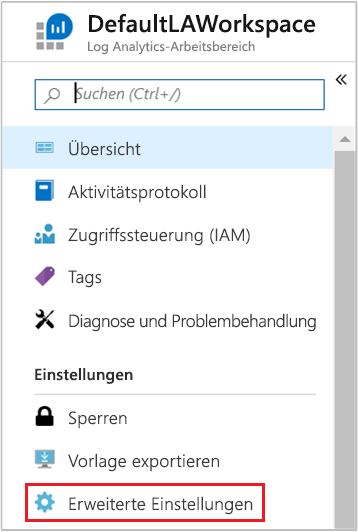 DefaultLAWorkspace
Log Analytics-Arbeitsbereich
«
Suchen (Ctrl+/)
Übersicht
Aktivitätsprotokoll
Zugriffssteuerung (IAM)
Tags
Diagnose und Problembehandlung
Einstellungen
Sperren
Vorlage exportieren
Erweiterte Einstellungen